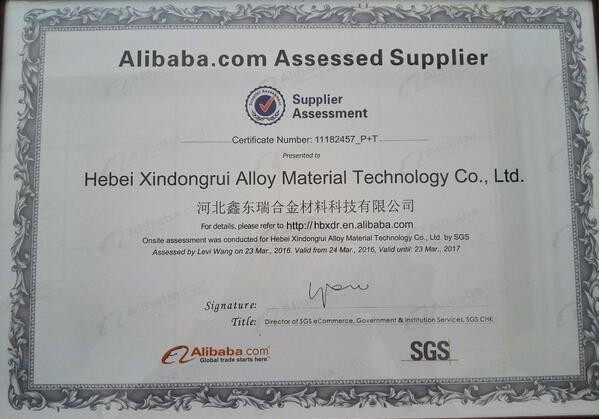 Alibaba.com Assessed Supplier
Supplier Assessment
Supplier
Assessment
Certificate Number: 11182457_P+T
Presented to
Hebei Xindongrui Alloy Material Technology Co., Ltd.
河北鑫东瑞合金材料科技有限公司
For details, please refer to http://hbxdr.en.alibaba.com
Onsite assessment was conducted for Hebei Xindongrui Alloy Material Technology Co., Ltd. by SGS
Assessed by Levi Wang on 23 Mar., 2016. Valid from 24 Mar., 2016, Valid until: 23 Mar., 2017
Signature:
Title: Director of SGS eCommerce, Government & Institution Services, SGS CHK
Alibaba.com
Global trade starts here™
SGS